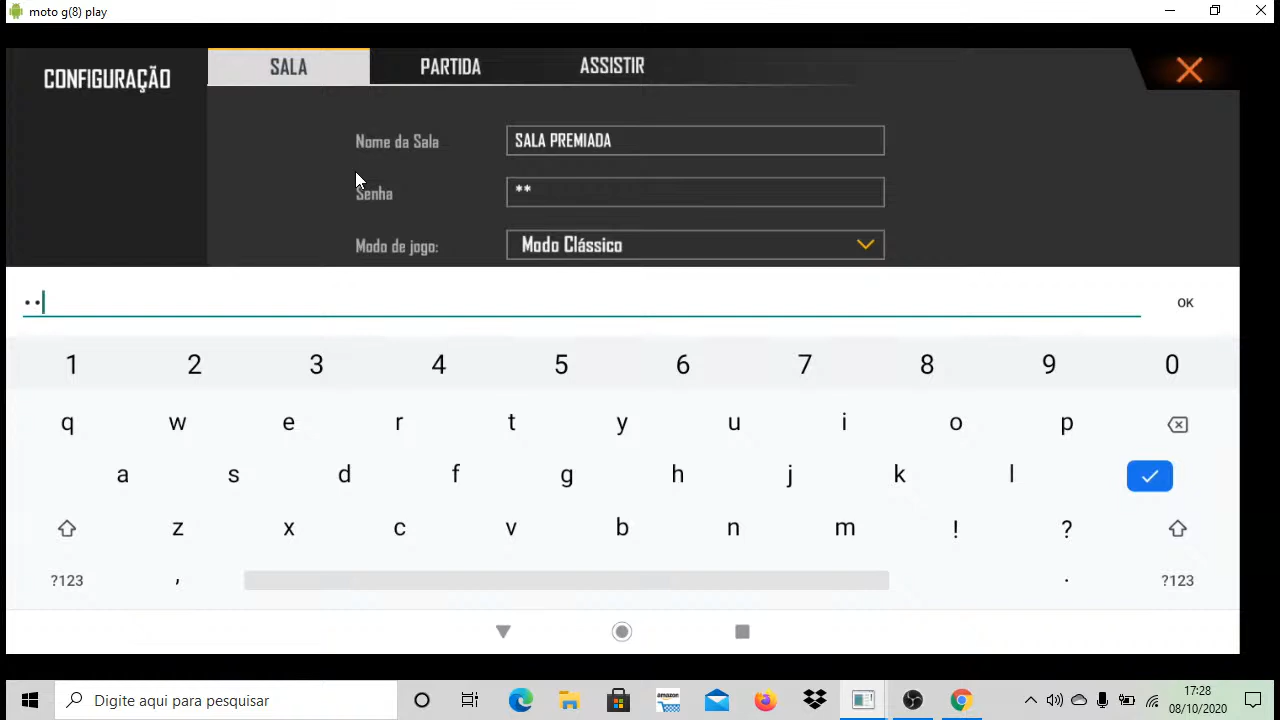 moto g(8) play
CONFIGURAÇÃO
SALA PARTIDA ASSISTIR
Nome da Sala SALA PREMIADA
Senha **
Modo de jogo: Modo Clássico
••
OK
1 2 3 4 5 6 7 8 9 0
q w e r t y u i o p
a s d f g h j k l
z x c v b n m ! ?
?123 , . ?123
Digite aqui para pesquisar
amazon
17:28
08/10/2020